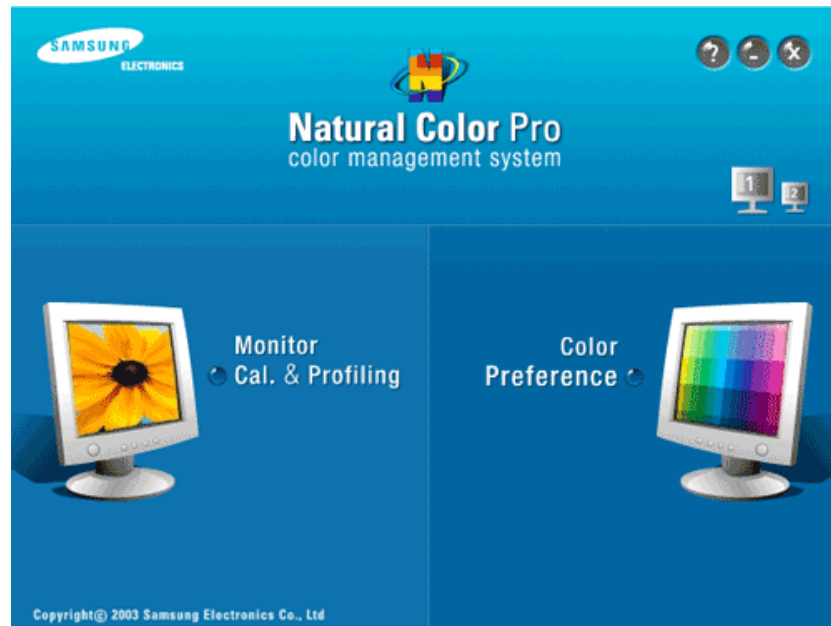 SAMSUNG
ELECTRONICS
?
-
x
N
Natural Color Pro
color management system
1
2
Monitor
Cal. & Profiling
Color
Preference
Copyright© 2003 Samsung Electronics Co., Ltd